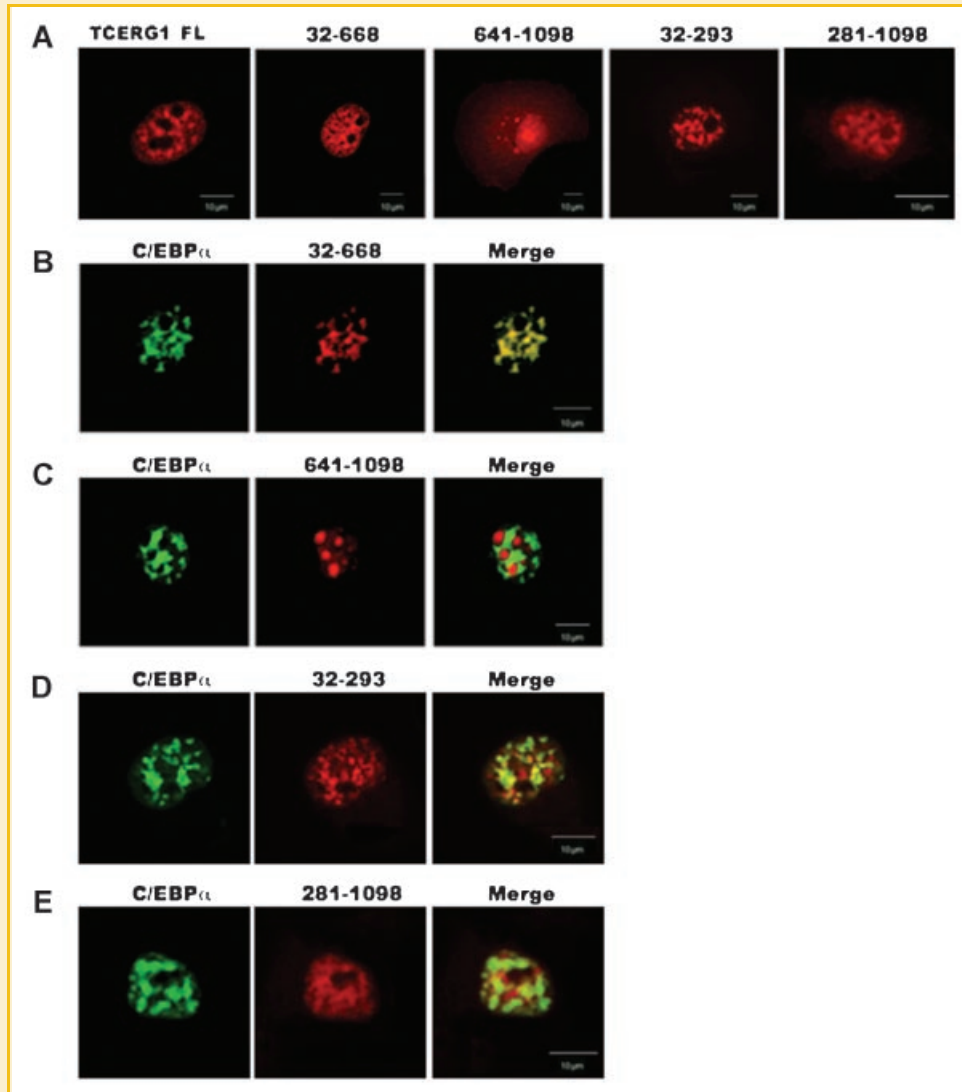 A TCERG1 FL 32-668 641-1098 32-293 281-1098
10µm 10µm 10µm 10µm 10µm
B C/EBPα 32-668 Merge
10µm
C C/EBPα 641-1098 Merge
10µm
D C/EBPα 32-293 Merge
10µm
E C/EBPα 281-1098 Merge
10µm